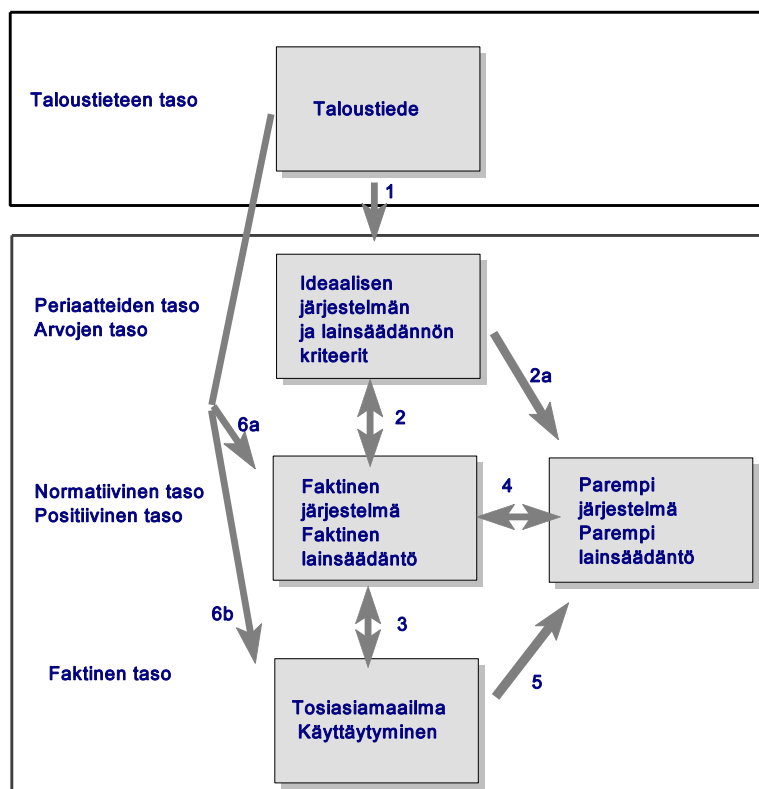 Taloustieteen taso
Taloustiede
1
Periaatteiden taso
Arvojen taso
Ideaalisen
järjestelmän
ja lainsäädännön
kriteerit
2a
2
6a
Normatiivinen taso
Positiivinen taso
Faktinen
järjestelmä
Faktinen
lainsäädäntö
4
Parempi
järjestelmä
Parempi
lainsäädäntö
6b
3
Faktinen taso
5
Tosiasiamaailma
Käyttäytyminen